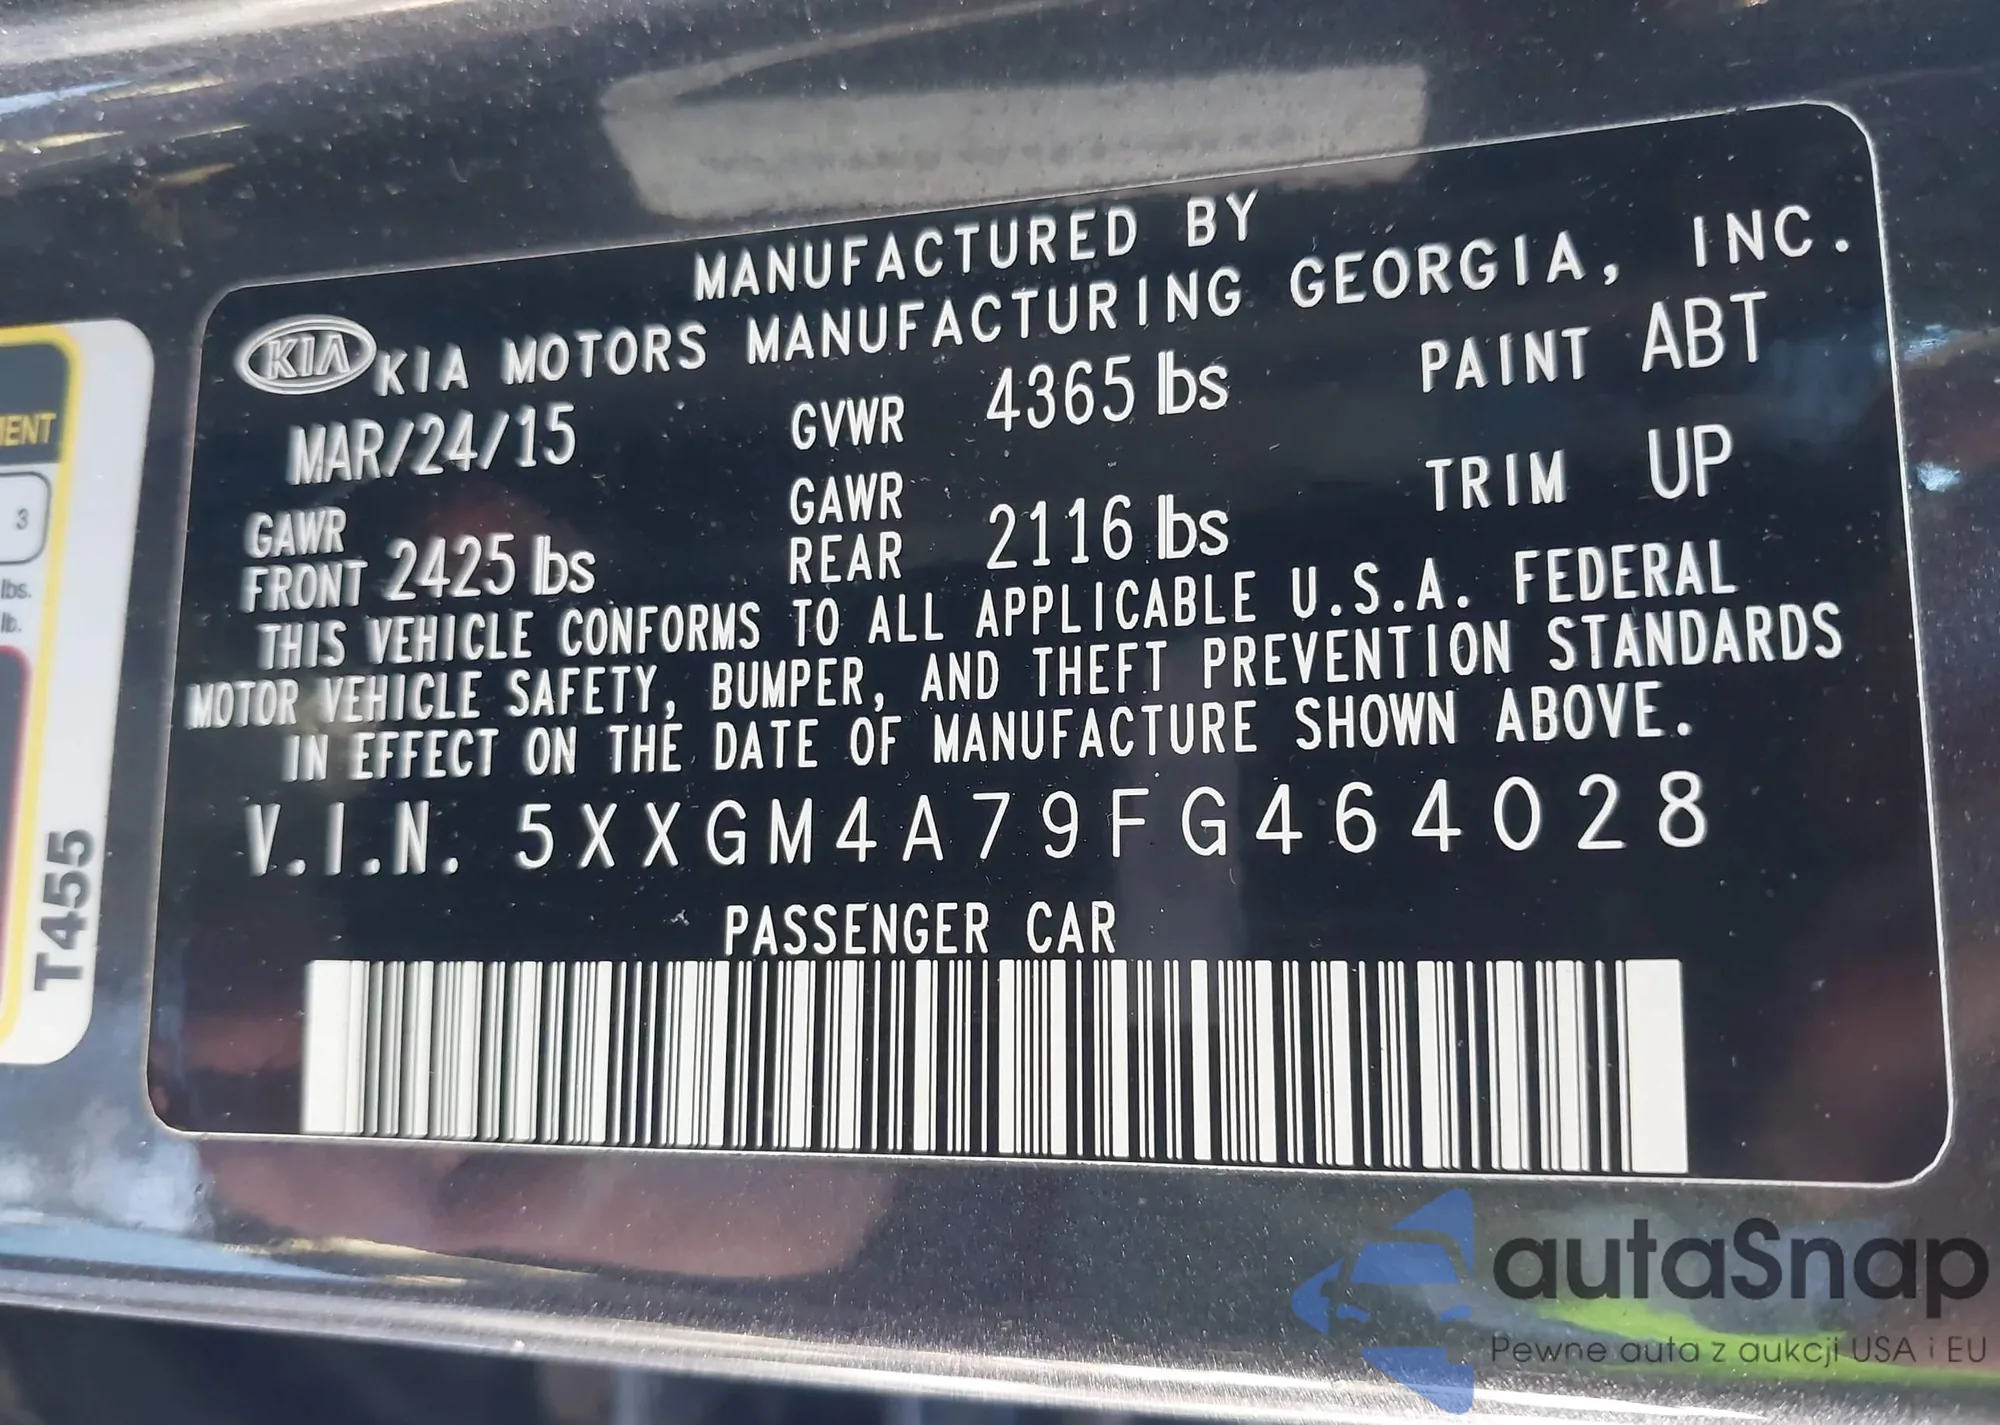 MANUFACTURED BY
KIA KIA MOTORS MANUFACTURING GEORGIA, INC.
MAR/24/15 GVWR 4365 lbs PAINT ABT
GAWR FRONT 2425 lbs GAWR REAR 2116 lbs TRIM UP
THIS VEHICLE CONFORMS TO ALL APPLICABLE U.S.A. FEDERAL
MOTOR VEHICLE SAFETY, BUMPER, AND THEFT PREVENTION STANDARDS
IN EFFECT ON THE DATE OF MANUFACTURE SHOWN ABOVE.
V.I.N. 5XXGM4A79FG464028
PASSENGER CAR
3
lbs.
lb.
T455
autaSnap
Pewne auta z aukcji USA i EU